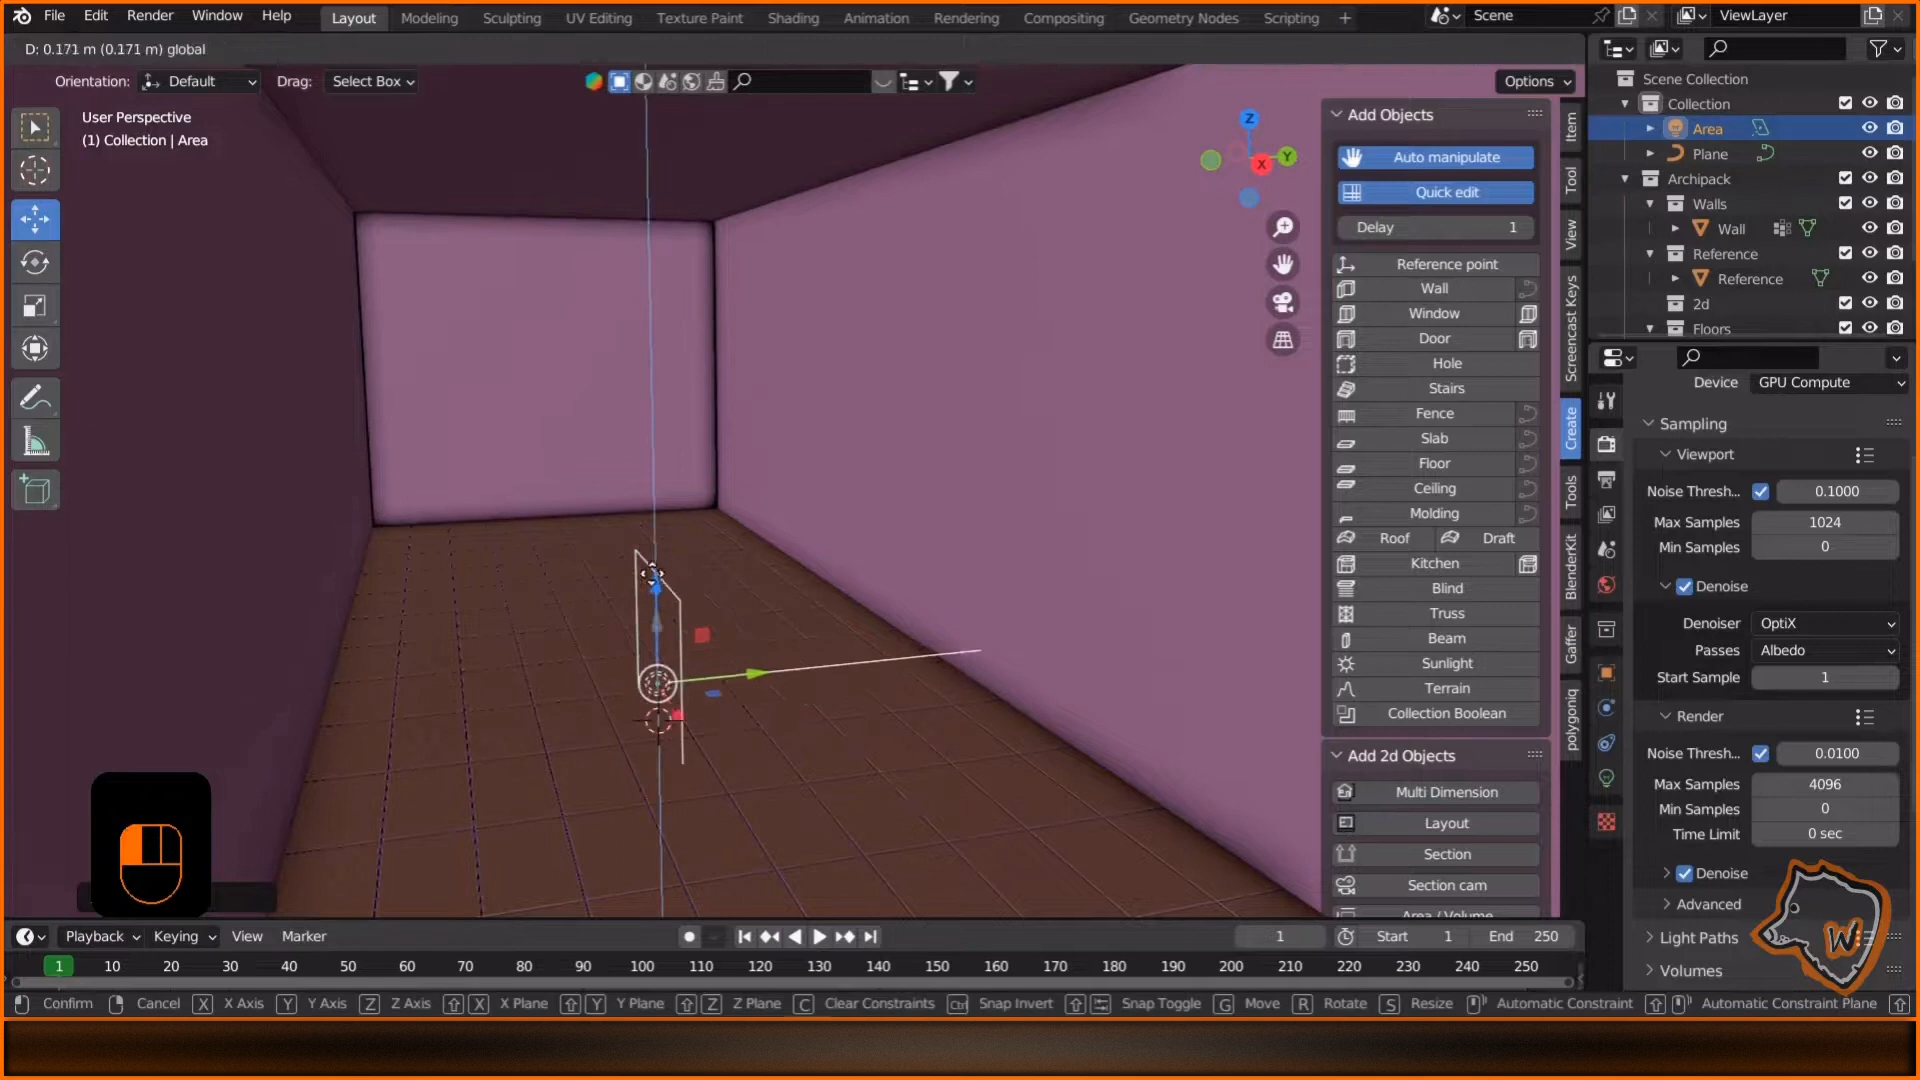 File Edit Render Window Help Layout Modeling Sculpting UV Editing Texture Paint Shading Animation Rendering Compositing Geometry Nodes Scripting + Scene ViewLayer
D: 0.171 m (0.171 m) global
Orientation: Default Drag: Select Box Options
User Perspective
(1) Collection | Area
Z
Y
X
Add Objects
Auto manipulate
Quick edit
Delay 1
Reference point
Wall
Window
Door
Hole
Stairs
Fence
Slab
Floor
Ceiling
Molding
Roof Draft
Kitchen
Blind
Truss
Beam
Sunlight
Terrain
Collection Boolean
Add 2d Objects
Multi Dimension
Layout
Section
Section cam
Area / Volume
Item
Tool
View
Screencast Keys
Create
Tools
BlenderKit
Gaffer
polygoniq
Scene Collection
Collection
Area
Plane
Archipack
Walls
Wall
Reference
Reference
2d
Floors
Device GPU Compute
Sampling
Viewport
Noise Thresh... 0.1000
Max Samples 1024
Min Samples 0
Denoise
Denoiser OptiX
Passes Albedo
Start Sample 1
Render
Noise Thresh... 0.0100
Max Samples 4096
Min Samples 0
Time Limit 0 sec
Denoise
Advanced
Light Paths
Volumes
W
Playback Keying View Marker 1 Start 1 End 250
1 10 20 30 40 50 60 70 80 90 100 110 120 130 140 150 160 170 180 190 200 210 220 230 240 250
Confirm Cancel X X Axis Y Y Axis Z Z Axis X X Plane Y Y Plane Z Z Plane C Clear Constraints Ctrl Snap Invert Snap Toggle G Move R Rotate S Resize Automatic Constraint Automatic Constraint Plane